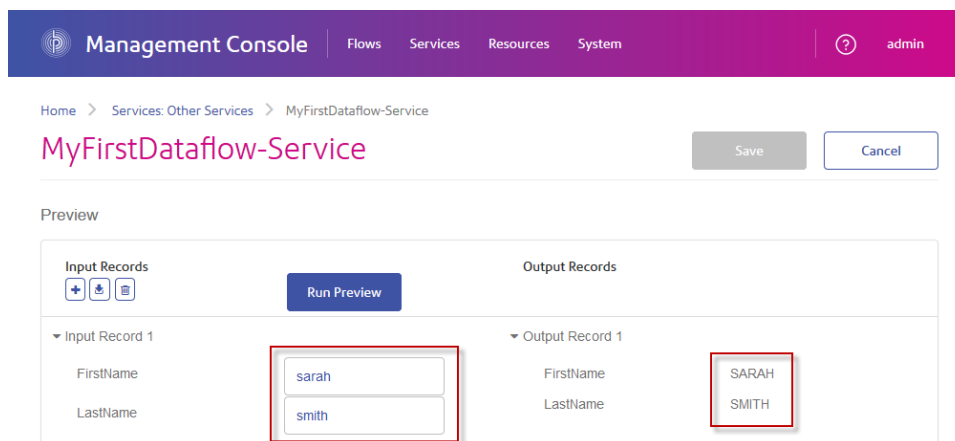 Management Console Flows Services Resources System ? admin
Home > Services: Other Services > MyFirstDataflow-Service
MyFirstDataflow-Service Save Cancel
Preview
Input Records Output Records
Run Preview
Input Record 1 Output Record 1
FirstName sarah FirstName SARAH
LastName smith LastName SMITH